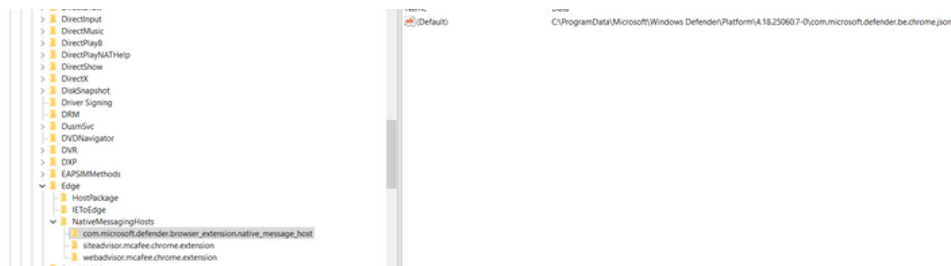 DirectInput
DirectMusic
DirectPlay8
DirectPlayNATHelp
DirectShow
DirectX
DiskSnapshot
Driver Signing
DRM
DusmSvc
DVDNavigator
DVR
DXP
EAPSIMMethods
Edge
HostPackage
IEToEdge
NativeMessagingHosts
com.microsoft.defender.browser_extension.native_message_host
siteadvisor.mcafee.chrome.extension
webadvisor.mcafee.chrome.extension
(Default) C:\ProgramData\Microsoft\Windows Defender\Platform\4.18.25060.7-0\com.microsoft.defender.be.chrome.json